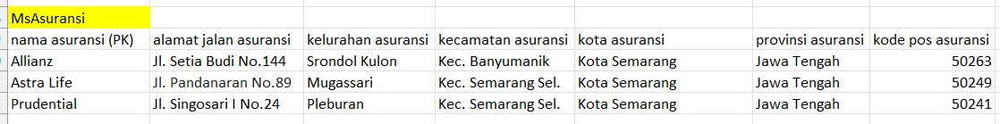 MsAsuransi
nama asuransi (PK) alamat jalan asuransi kelurahan asuransi kecamatan asuransi kota asuransi provinsi asuransi kode pos asuransi
Allianz Jl. Setia Budi No.144 Srondol Kulon Kec. Banyumanik Kota Semarang Jawa Tengah 50263
Astra Life Jl. Pandanaran No.89 Mugassari Kec. Semarang Sel. Kota Semarang Jawa Tengah 50249
Prudential Jl. Singosari I No.24 Pleburan Kec. Semarang Sel. Kota Semarang Jawa Tengah 50241